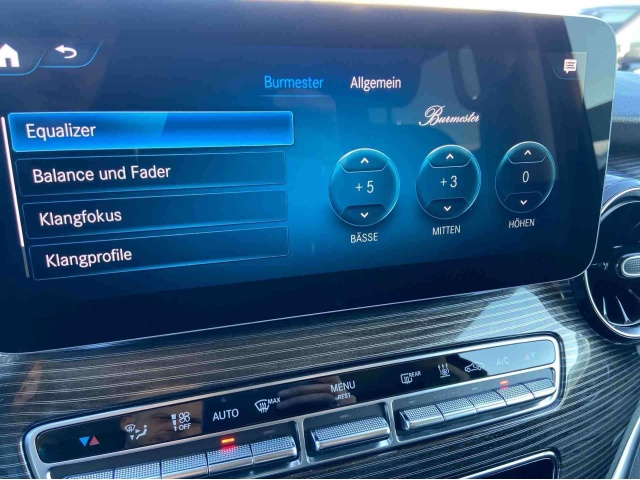 Burmester Allgemein
Burmester
Equalizer
Balance und Fader
Klangfokus
Klangprofile
+5 +3 0
BÄSSE MITTEN HÖHEN
OFF AUTO MAX MENU REST REAR A/C